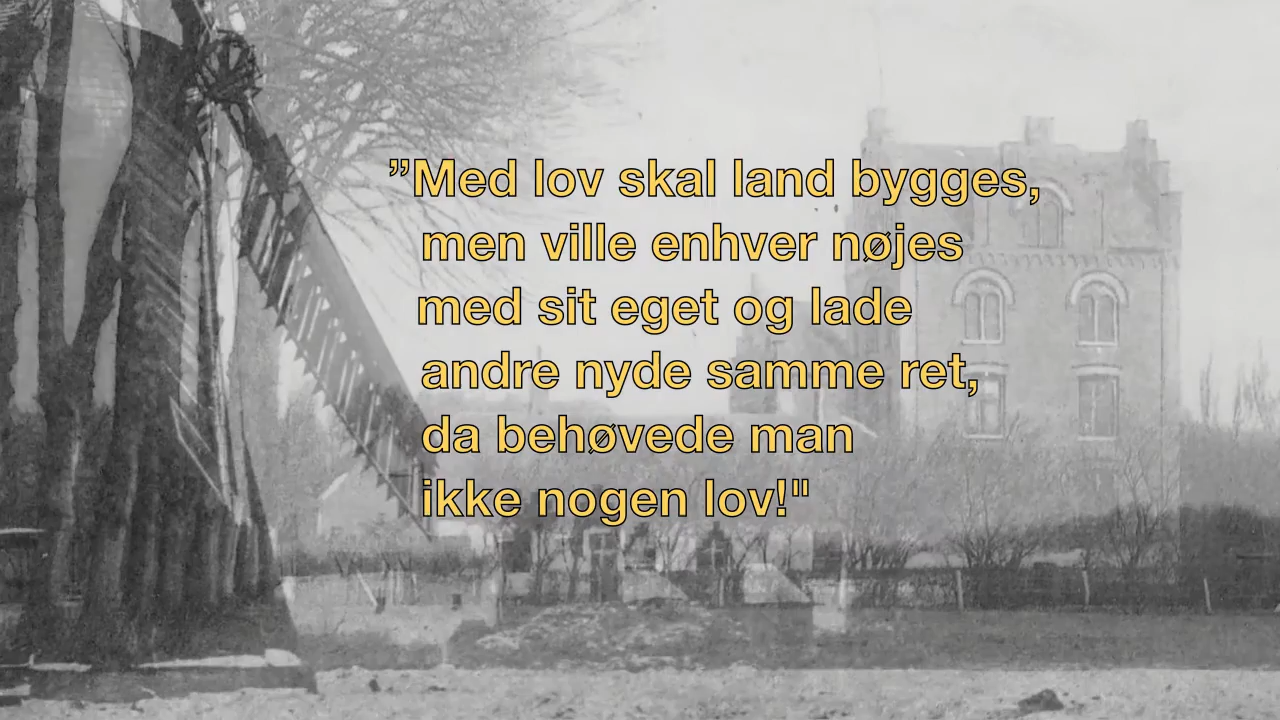 ”Med lov skal land bygges,
men ville enhver nøjes
med sit eget og lade
andre nyde samme ret,
da behøvede man
ikke nogen lov!"